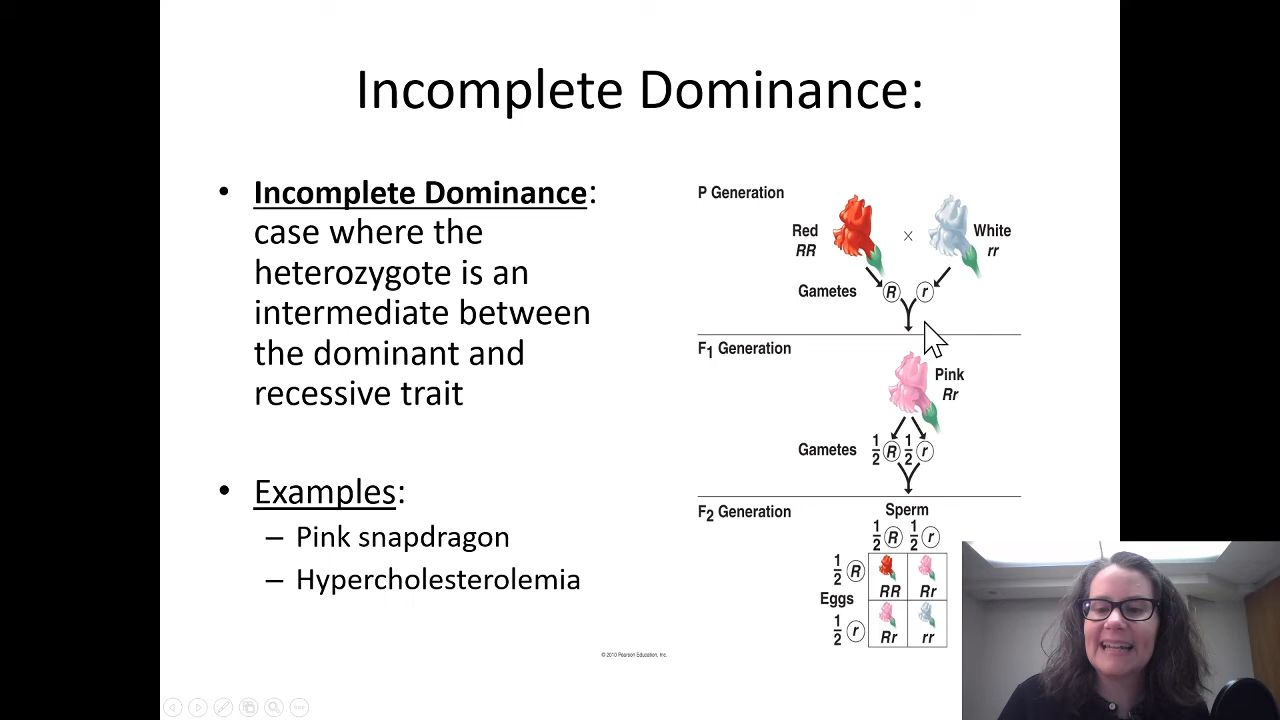 Incomplete Dominance:
• Incomplete Dominance:
case where the
heterozygote is an
intermediate between
the dominant and
recessive trait
• Examples:
– Pink snapdragon
– Hypercholesterolemia
P Generation
Red
RR
×
White
rr
Gametes R r
F1 Generation
Pink
Rr
Gametes 1/2 R 1/2 r
F2 Generation
Sperm
1/2 R 1/2 r
1/2 R
Eggs
1/2 r
RR Rr
Rr rr
© 2010 Pearson Education, Inc.